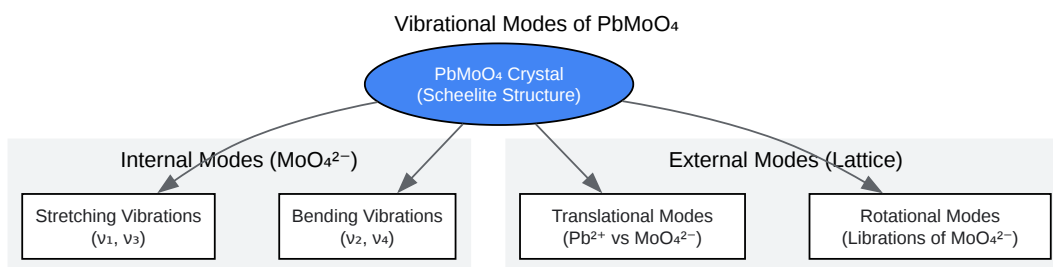 Vibrational Modes of PbMoO₄
PbMoO₄ Crystal
(Scheelite Structure)
Internal Modes (MoO₄²⁻)
External Modes (Lattice)
Stretching Vibrations
(ν₁, ν₃)
Bending Vibrations
(ν₂, ν₄)
Translational Modes
(Pb²⁺ vs MoO₄²⁻)
Rotational Modes
(Librations of MoO₄²⁻)